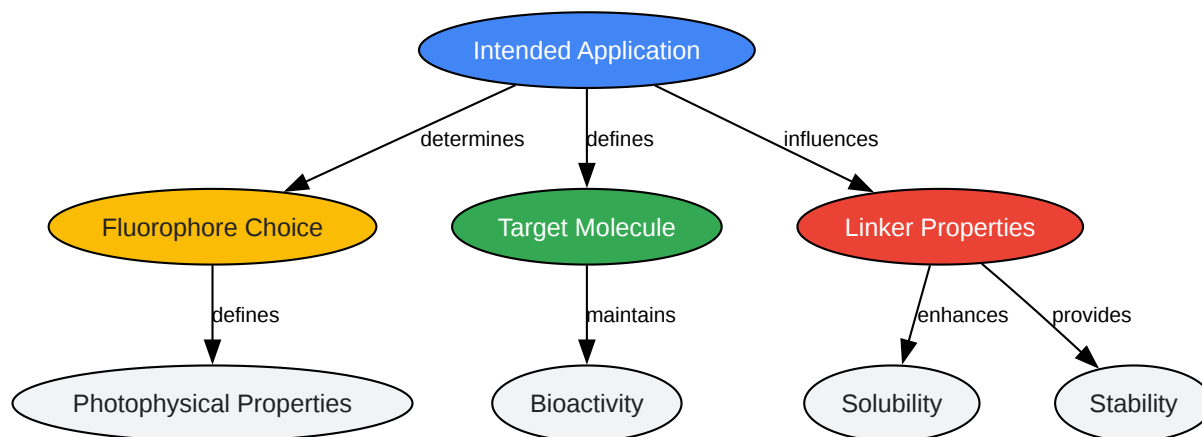 Intended Application
determines
defines
influences
Fluorophore Choice
Target Molecule
Linker Properties
defines
maintains
enhances
provides
Photophysical Properties
Bioactivity
Solubility
Stability